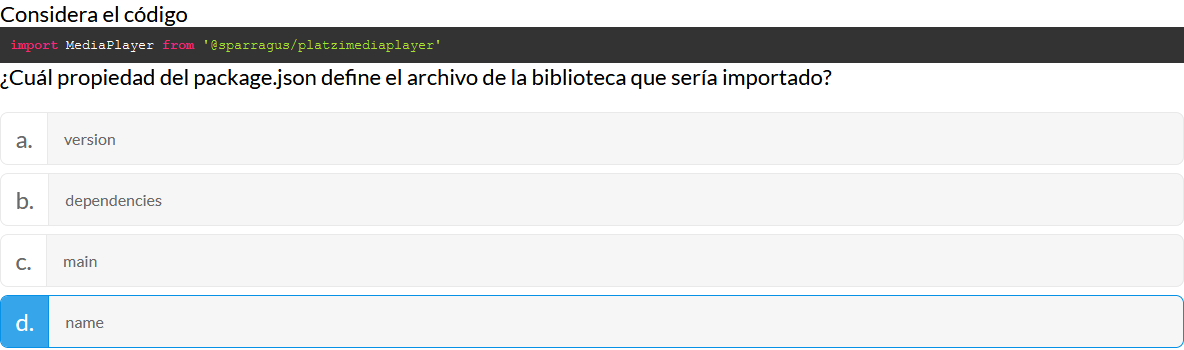 Considera el código
import MediaPlayer from '@sparragus/platzimediaplayer'
¿Cuál propiedad del package.json define el archivo de la biblioteca que sería importado?
a. version
b. dependencies
c. main
d. name